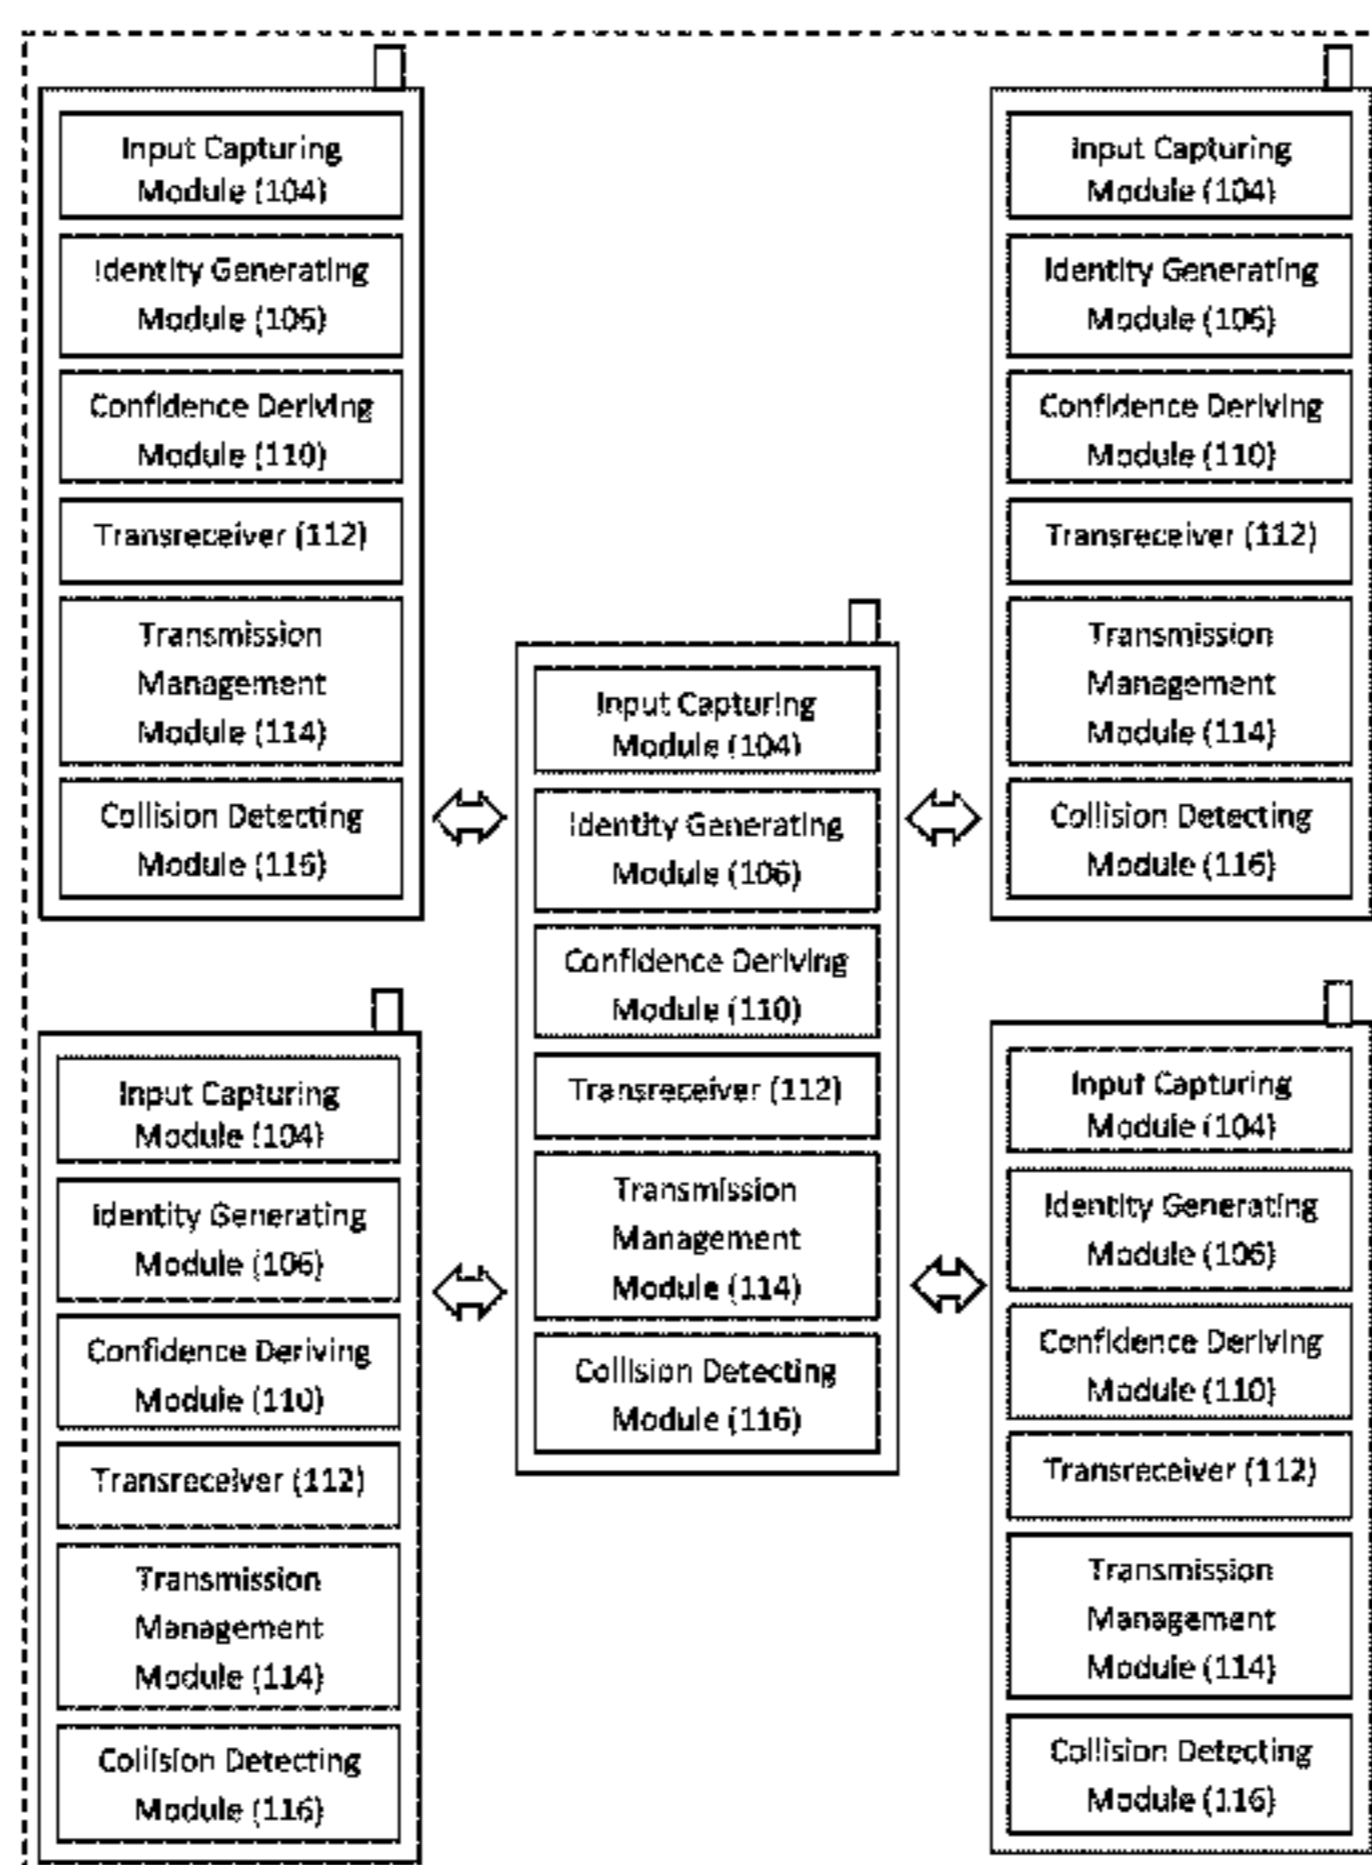 Input Capturing
Module (104)
Identity Generating
Module (106)
Confidence Deriving
Module (110)
Transreceiver (112)
Transmission
Management
Module (114)
Collision Detecting
Module (116)
Input Capturing
Module (104)
Identity Generating
Module (106)
Confidence Deriving
Module (110)
Transreceiver (112)
Transmission
Management
Module (114)
Collision Detecting
Module (116)
Input Capturing
Module (104)
Identity Generating
Module (106)
Confidence Deriving
Module (110)
Transreceiver (112)
Transmission
Management
Module (114)
Collision Detecting
Module (116)
Input Capturing
Module (104)
Identity Generating
Module (106)
Confidence Deriving
Module (110)
Transreceiver (112)
Transmission
Management
Module (114)
Collision Detecting
Module (116)
Input Capturing
Module (104)
Identity Generating
Module (106)
Confidence Deriving
Module (110)
Transreceiver (112)
Transmission
Management
Module (114)
Collision Detecting
Module (116)